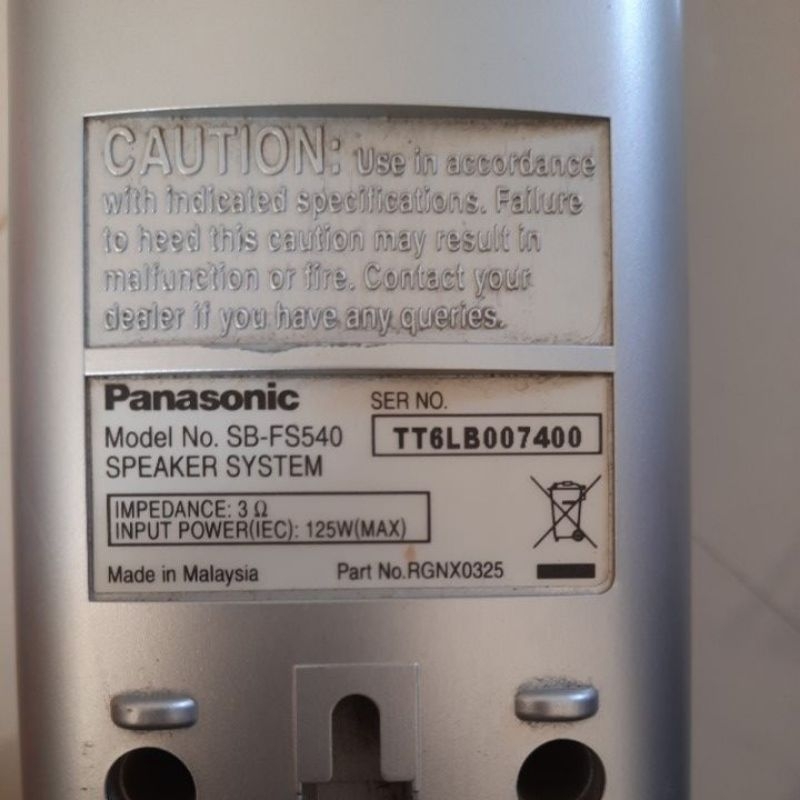 CAUTION: Use in accordance
with indicated specifications. Failure
to heed this caution may result in
malfunction or fire. Contact your
dealer if you have any queries.
Panasonic
SER NO.
Model No. SB-FS540
TT6LB007400
SPEAKER SYSTEM
IMPEDANCE: 3 Ω
INPUT POWER(IEC): 125W(MAX)
Made in Malaysia
Part No.RGNX0325